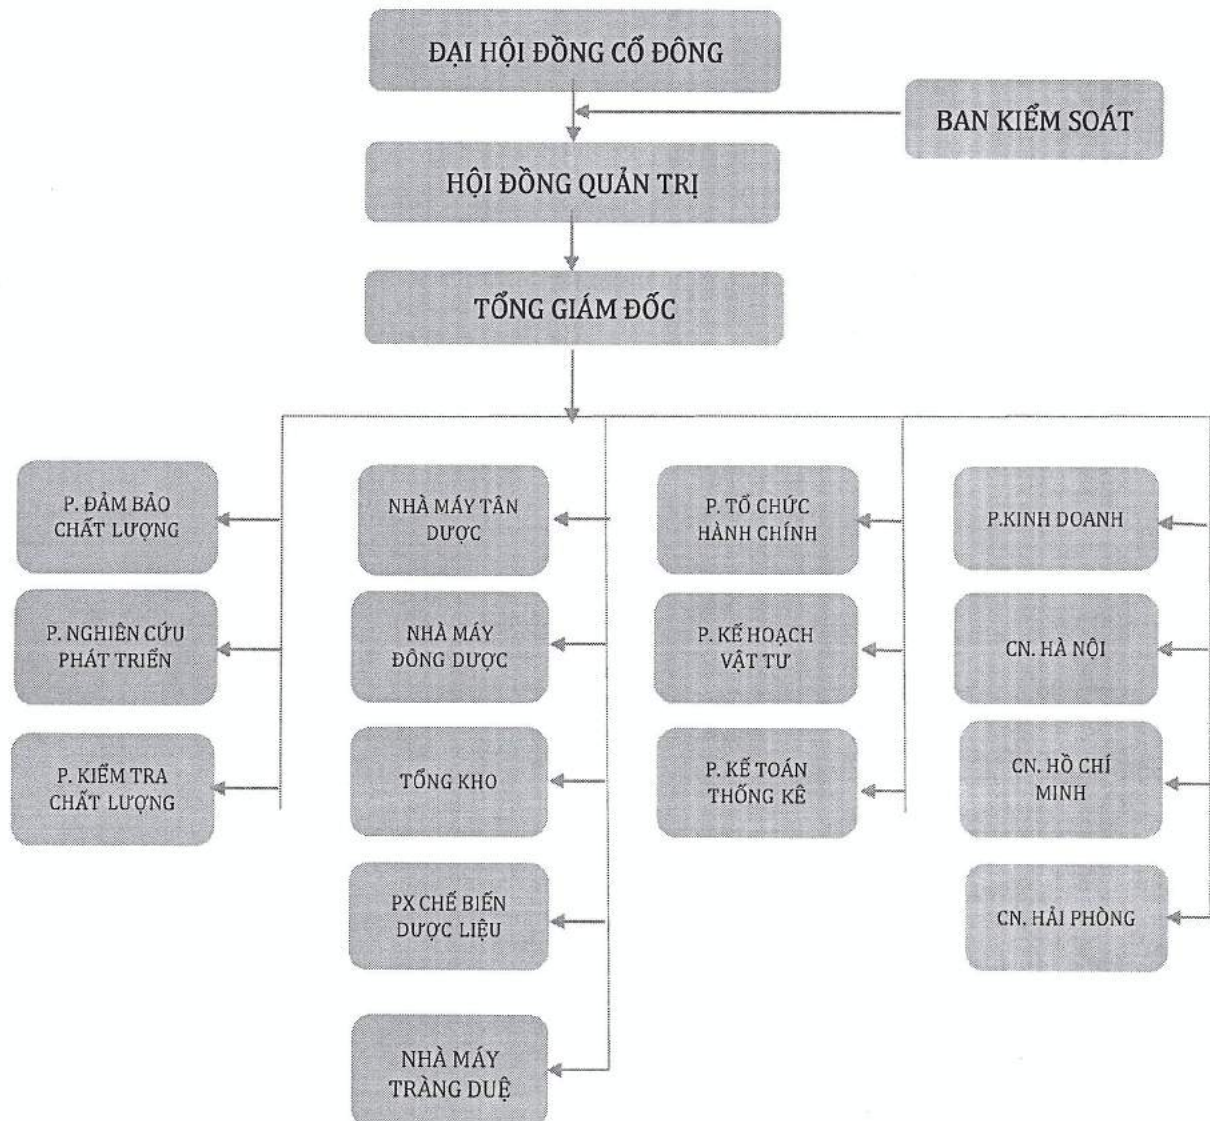 ĐẠI HỘI ĐỒNG CỔ ĐÔNG
BAN KIỂM SOÁT
HỘI ĐỒNG QUẢN TRỊ
TỔNG GIÁM ĐỐC
P. ĐẢM BẢO
CHẤT LƯỢNG
P. NGHIÊN CỨU
PHÁT TRIỂN
P. KIỂM TRA
CHẤT LƯỢNG
NHÀ MÁY TÂN
DƯỢC
NHÀ MÁY
ĐÔNG DƯỢC
TỔNG KHO
PX CHẾ BIẾN
DƯỢC LIỆU
NHÀ MÁY
TRÀNG DUỆ
P. TỔ CHỨC
HÀNH CHÍNH
P. KẾ HOẠCH
VẬT TƯ
P. KẾ TOÁN
THỐNG KÊ
P.KINH DOANH
CN. HÀ NỘI
CN. HỒ CHÍ
MINH
CN. HẢI PHÒNG